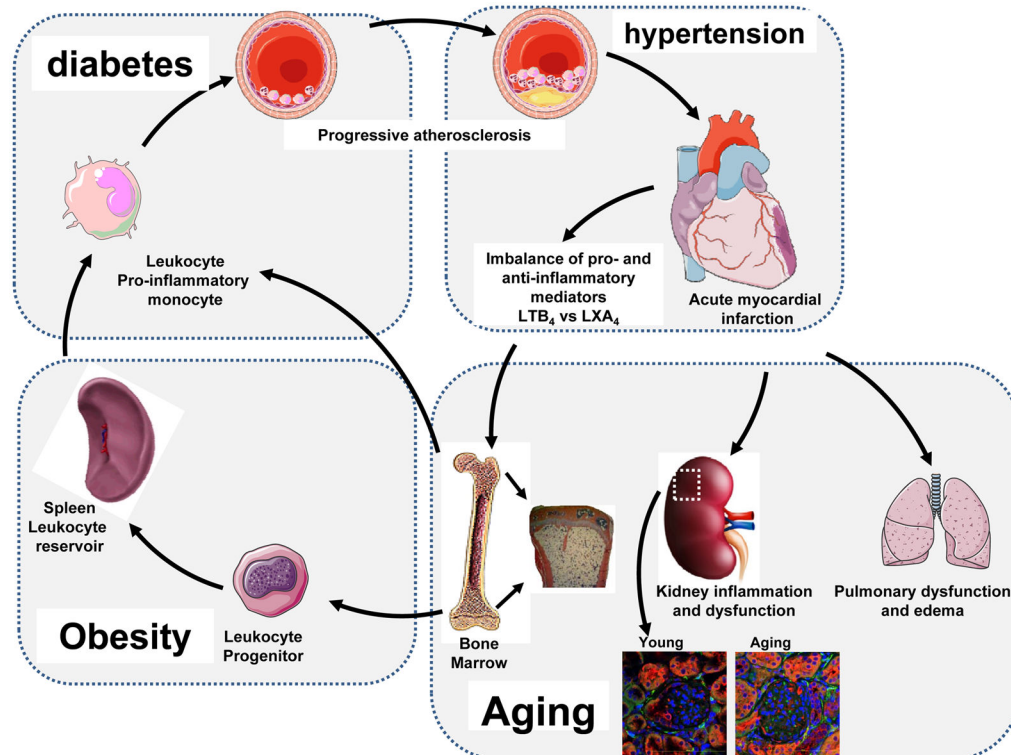 diabetes
hypertension
Progressive atherosclerosis
Leukocyte
Pro-inflammatory
monocyte
Imbalance of pro- and
anti-inflammatory
mediators
LTB₄ vs LXA₄
Acute myocardial
infarction
Spleen
Leukocyte
reservoir
Leukocyte
Progenitor
Obesity
Bone
Marrow
Kidney inflammation
and dysfunction
Pulmonary dysfunction
and edema
Young
Aging
Aging